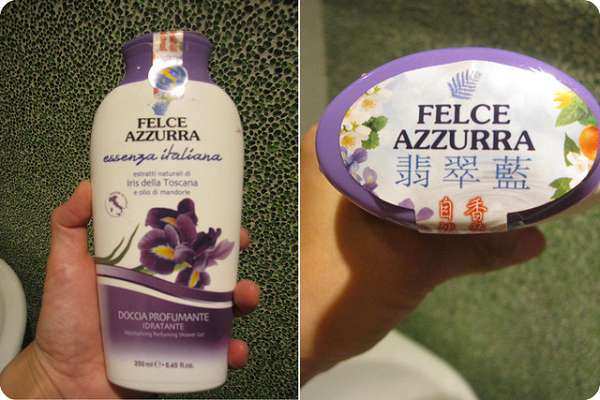 FELCE
AZZURRA
essenza italiana
estratti naturali di
Iris della Toscana
e olio di mandorle
DOCCIA PROFUMANTE
IDRATANTE
Moisturising Perfuming Shower Gel
250 ml e - 8.45 fl.oz.
FELCE
AZZURRA
翡翠藍